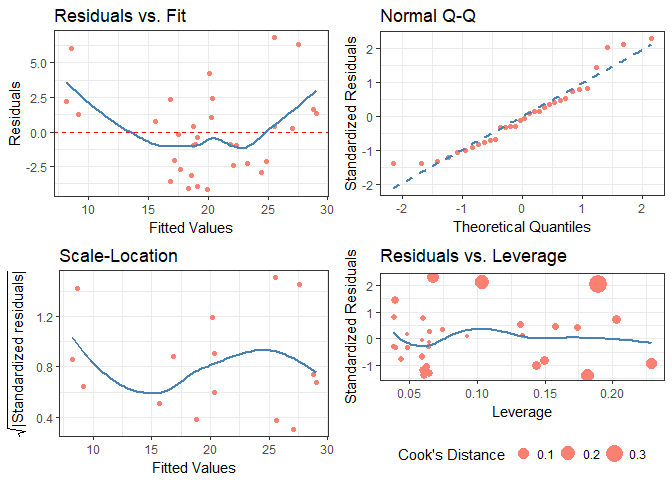 Residuals vs. Fit
Residuals
5.0
2.5
0.0
-2.5
10 15 20 25 30
Fitted Values
Normal Q-Q
Standardized Residuals
2
1
0
-1
-2
-2 -1 0 1 2
Theoretical Quantiles
Scale-Location
√|Standardized residuals|
1.2
0.8
0.4
10 15 20 25 30
Fitted Values
Residuals vs. Leverage
Standardized Residuals
2
1
0
-1
0.05 0.10 0.15 0.20
Leverage
Cook's Distance 0.1 0.2 0.3